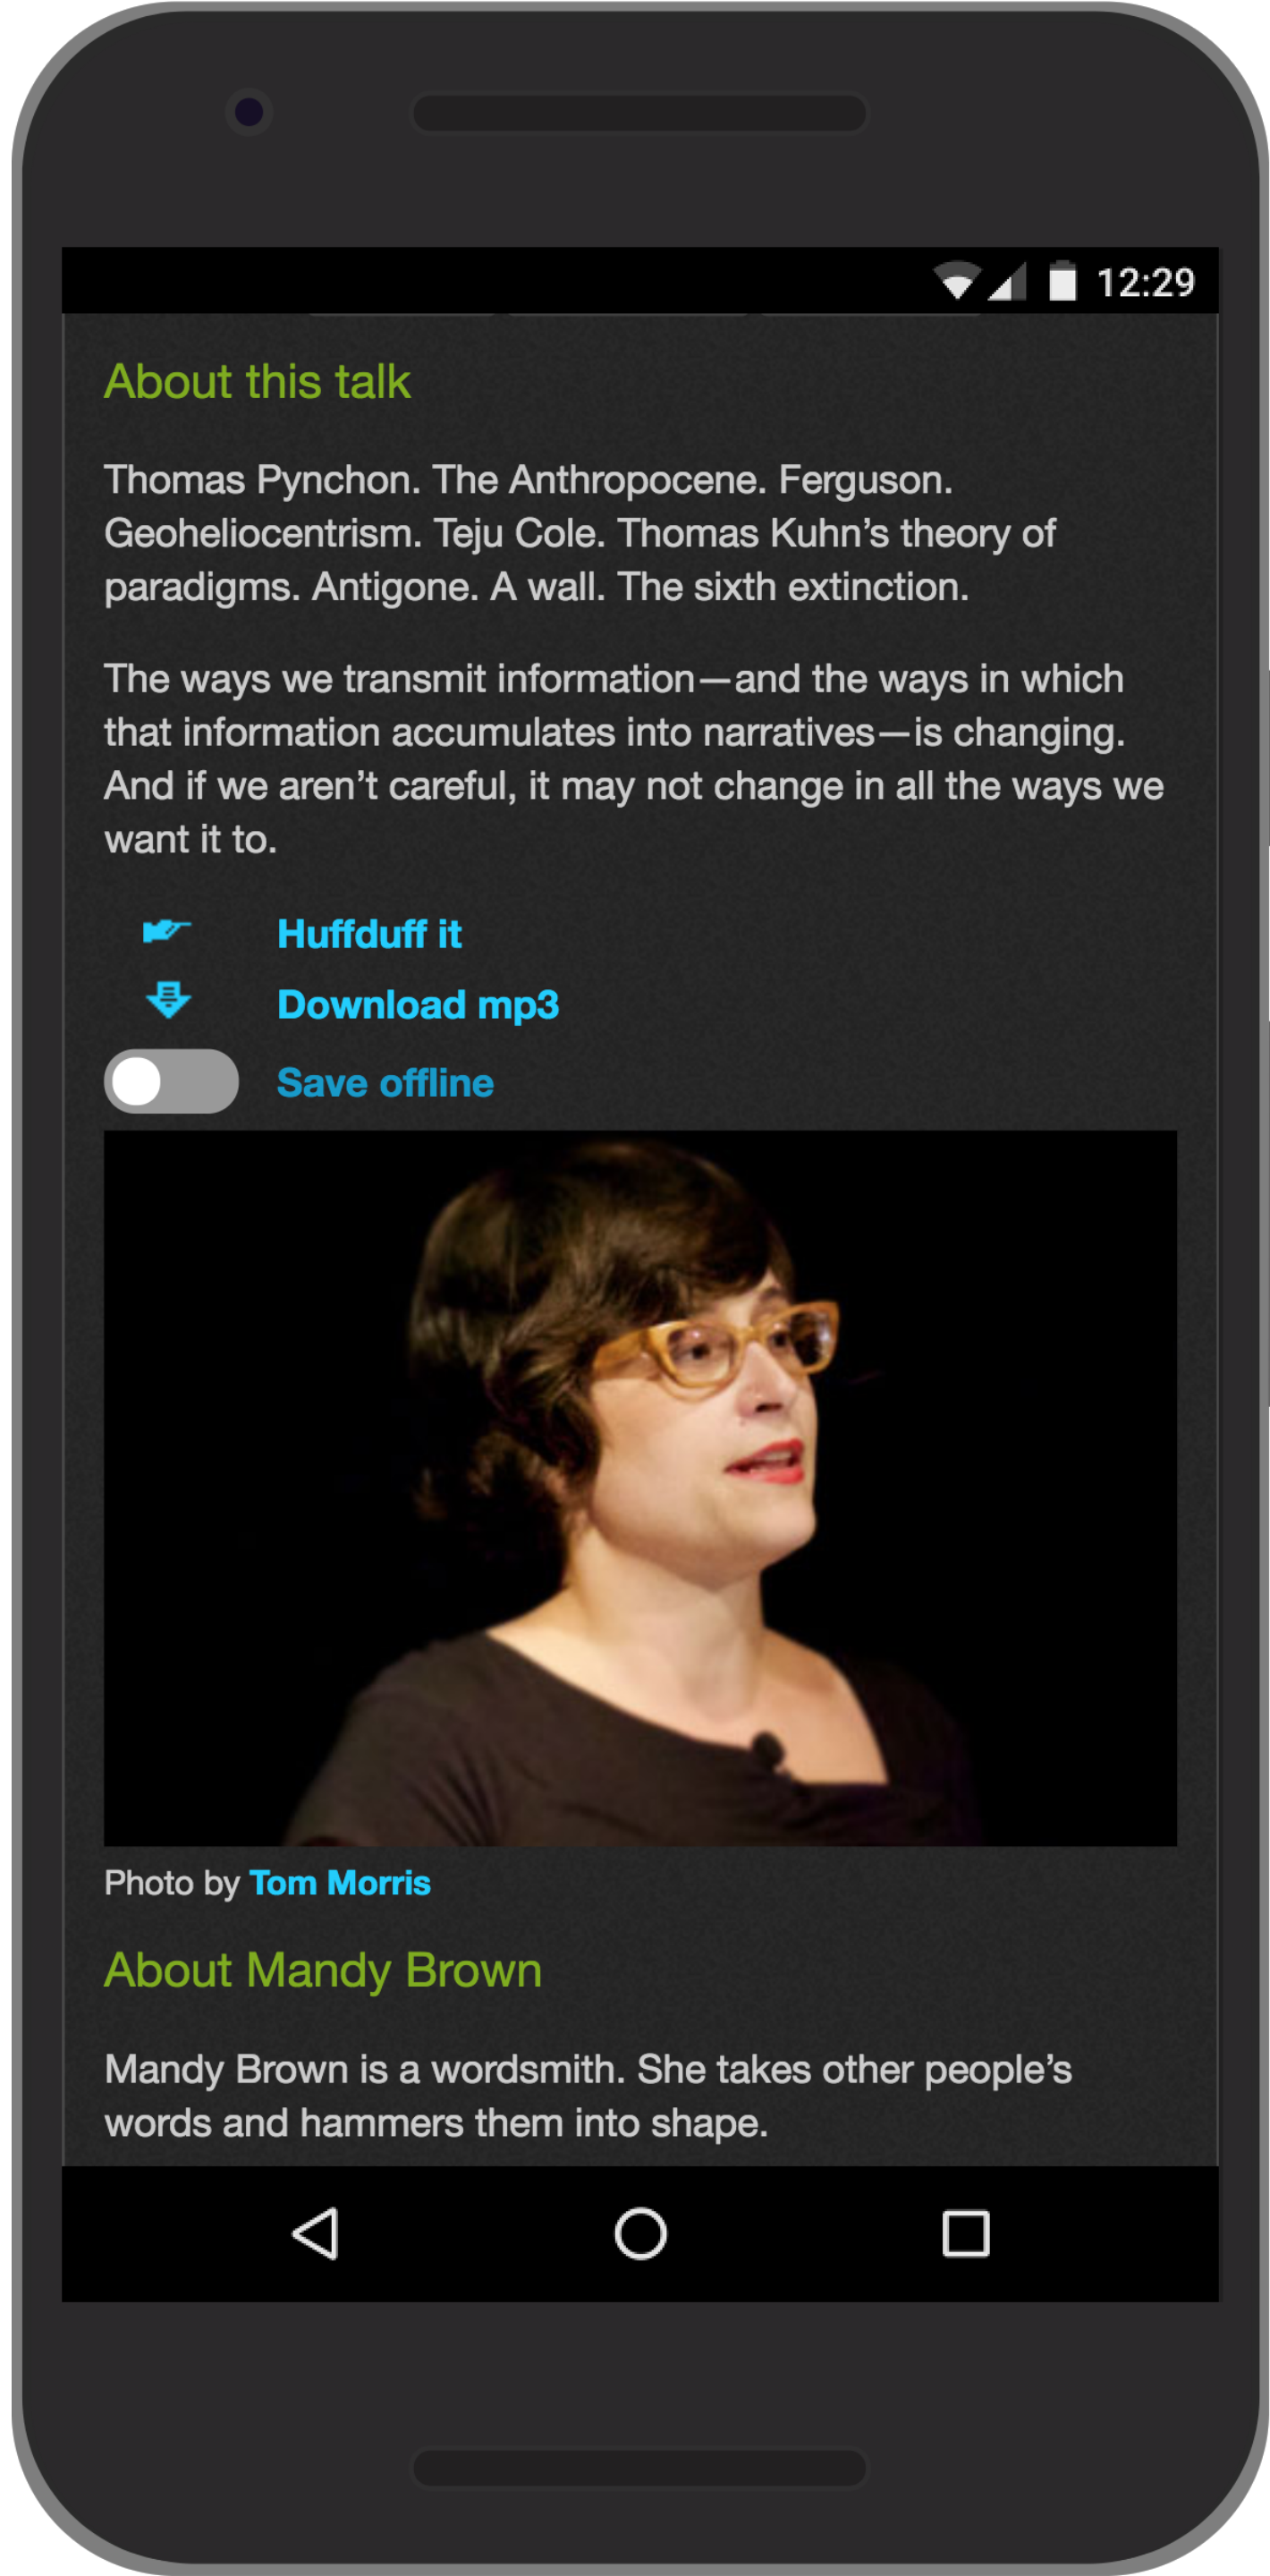 12:29
About this talk
Thomas Pynchon. The Anthropocene. Ferguson.
Geoheliocentrism. Teju Cole. Thomas Kuhn’s theory of
paradigms. Antigone. A wall. The sixth extinction.
The ways we transmit information—and the ways in which
that information accumulates into narratives—is changing.
And if we aren’t careful, it may not change in all the ways we
want it to.
Huffduff it
Download mp3
Save offline
Photo by Tom Morris
About Mandy Brown
Mandy Brown is a wordsmith. She takes other people’s
words and hammers them into shape.